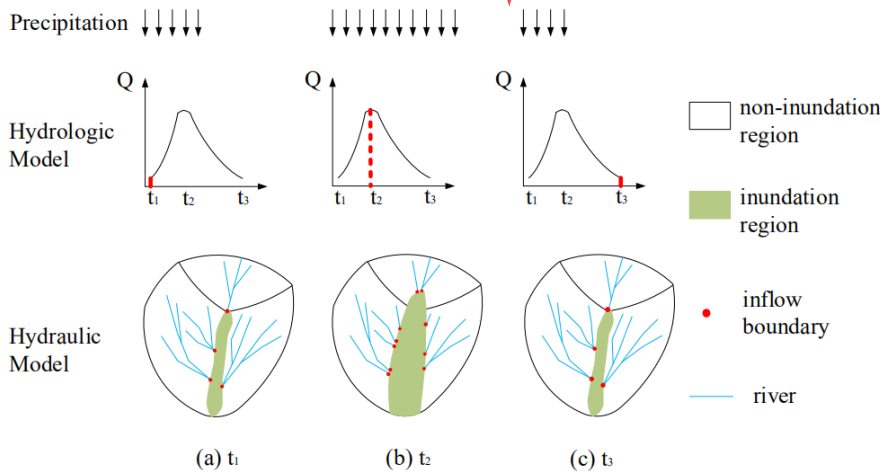 Precipitation
Q
Q
Q
Hydrologic
Model
t1 t2 t3
t1 t2 t3
t1 t2 t3
non-inundation
region
inundation
region
Hydraulic
Model
inflow
boundary
river
(a) t1
(b) t2
(c) t3